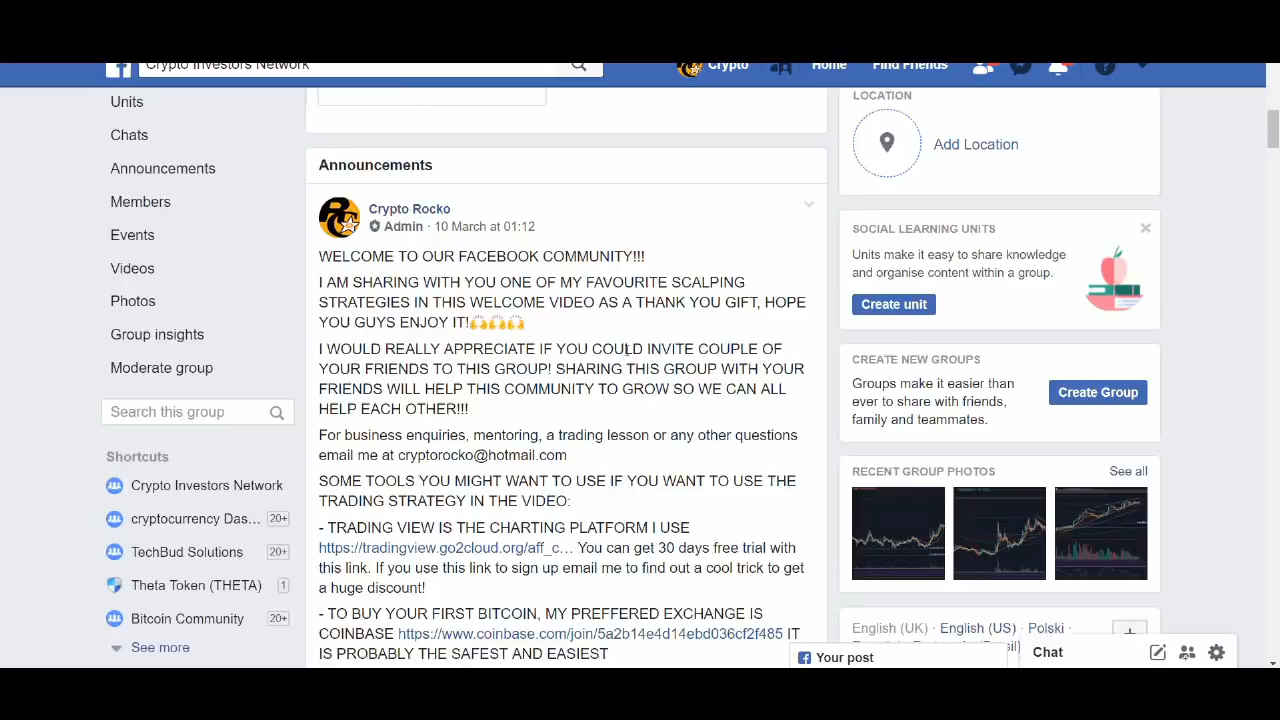 Crypto Investors Network
Crypto
Home
Find Friends
Units
Chats
Announcements
Members
Events
Videos
Photos
Group insights
Moderate group
Search this group
Shortcuts
Crypto Investors Network
cryptocurrency Das... 20+
TechBud Solutions 20+
Theta Token (THETA) 1
Bitcoin Community 20+
See more
Announcements
Crypto Rocko
Admin · 10 March at 01:12
WELCOME TO OUR FACEBOOK COMMUNITY!!!
I AM SHARING WITH YOU ONE OF MY FAVOURITE SCALPING
STRATEGIES IN THIS WELCOME VIDEO AS A THANK YOU GIFT, HOPE
YOU GUYS ENJOY IT!🙌🙌🙌
I WOULD REALLY APPRECIATE IF YOU COULD INVITE COUPLE OF
YOUR FRIENDS TO THIS GROUP! SHARING THIS GROUP WITH YOUR
FRIENDS WILL HELP THIS COMMUNITY TO GROW SO WE CAN ALL
HELP EACH OTHER!!!
For business enquiries, mentoring, a trading lesson or any other questions
email me at cryptorocko@hotmail.com
SOME TOOLS YOU MIGHT WANT TO USE IF YOU WANT TO USE THE
TRADING STRATEGY IN THE VIDEO:
- TRADING VIEW IS THE CHARTING PLATFORM I USE
https://tradingview.go2cloud.org/aff_c... You can get 30 days free trial with
this link. If you use this link to sign up email me to find out a cool trick to get
a huge discount!
- TO BUY YOUR FIRST BITCOIN, MY PREFFERED EXCHANGE IS
COINBASE https://www.coinbase.com/join/5a2b14e4d14ebd036cf2f485 IT
IS PROBABLY THE SAFEST AND EASIEST
LOCATION
Add Location
SOCIAL LEARNING UNITS
Units make it easy to share knowledge
and organise content within a group.
Create unit
CREATE NEW GROUPS
Groups make it easier than
ever to share with friends,
family and teammates.
Create Group
RECENT GROUP PHOTOS
See all
English (UK) · English (US) · Polski ·
Your post
Chat